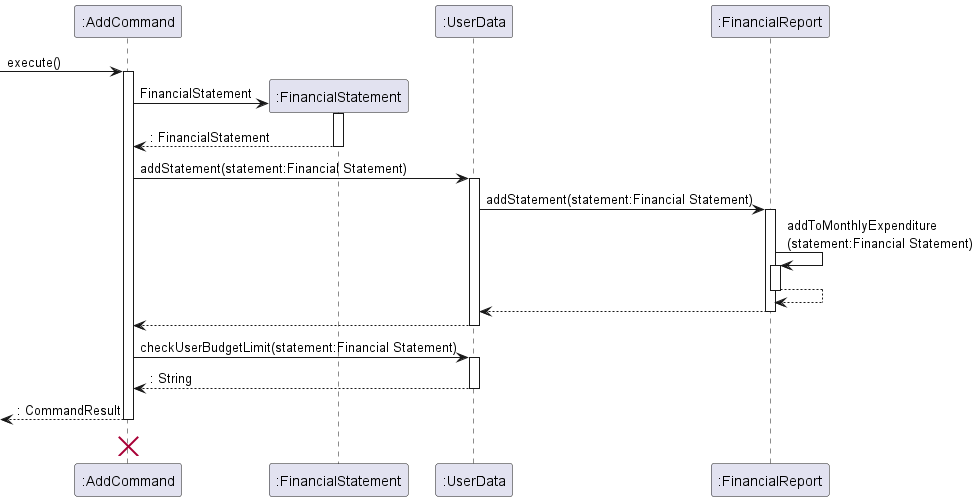 :AddCommand
:UserData
:FinancialReport
execute()
FinancialStatement
:FinancialStatement
: FinancialStatement
addStatement(statement:Financial Statement)
addStatement(statement:Financial Statement)
addToMonthlyExpenditure
(statement:Financial Statement)
checkUserBudgetLimit(statement:Financial Statement)
: String
: CommandResult
:AddCommand
:FinancialStatement
:UserData
:FinancialReport